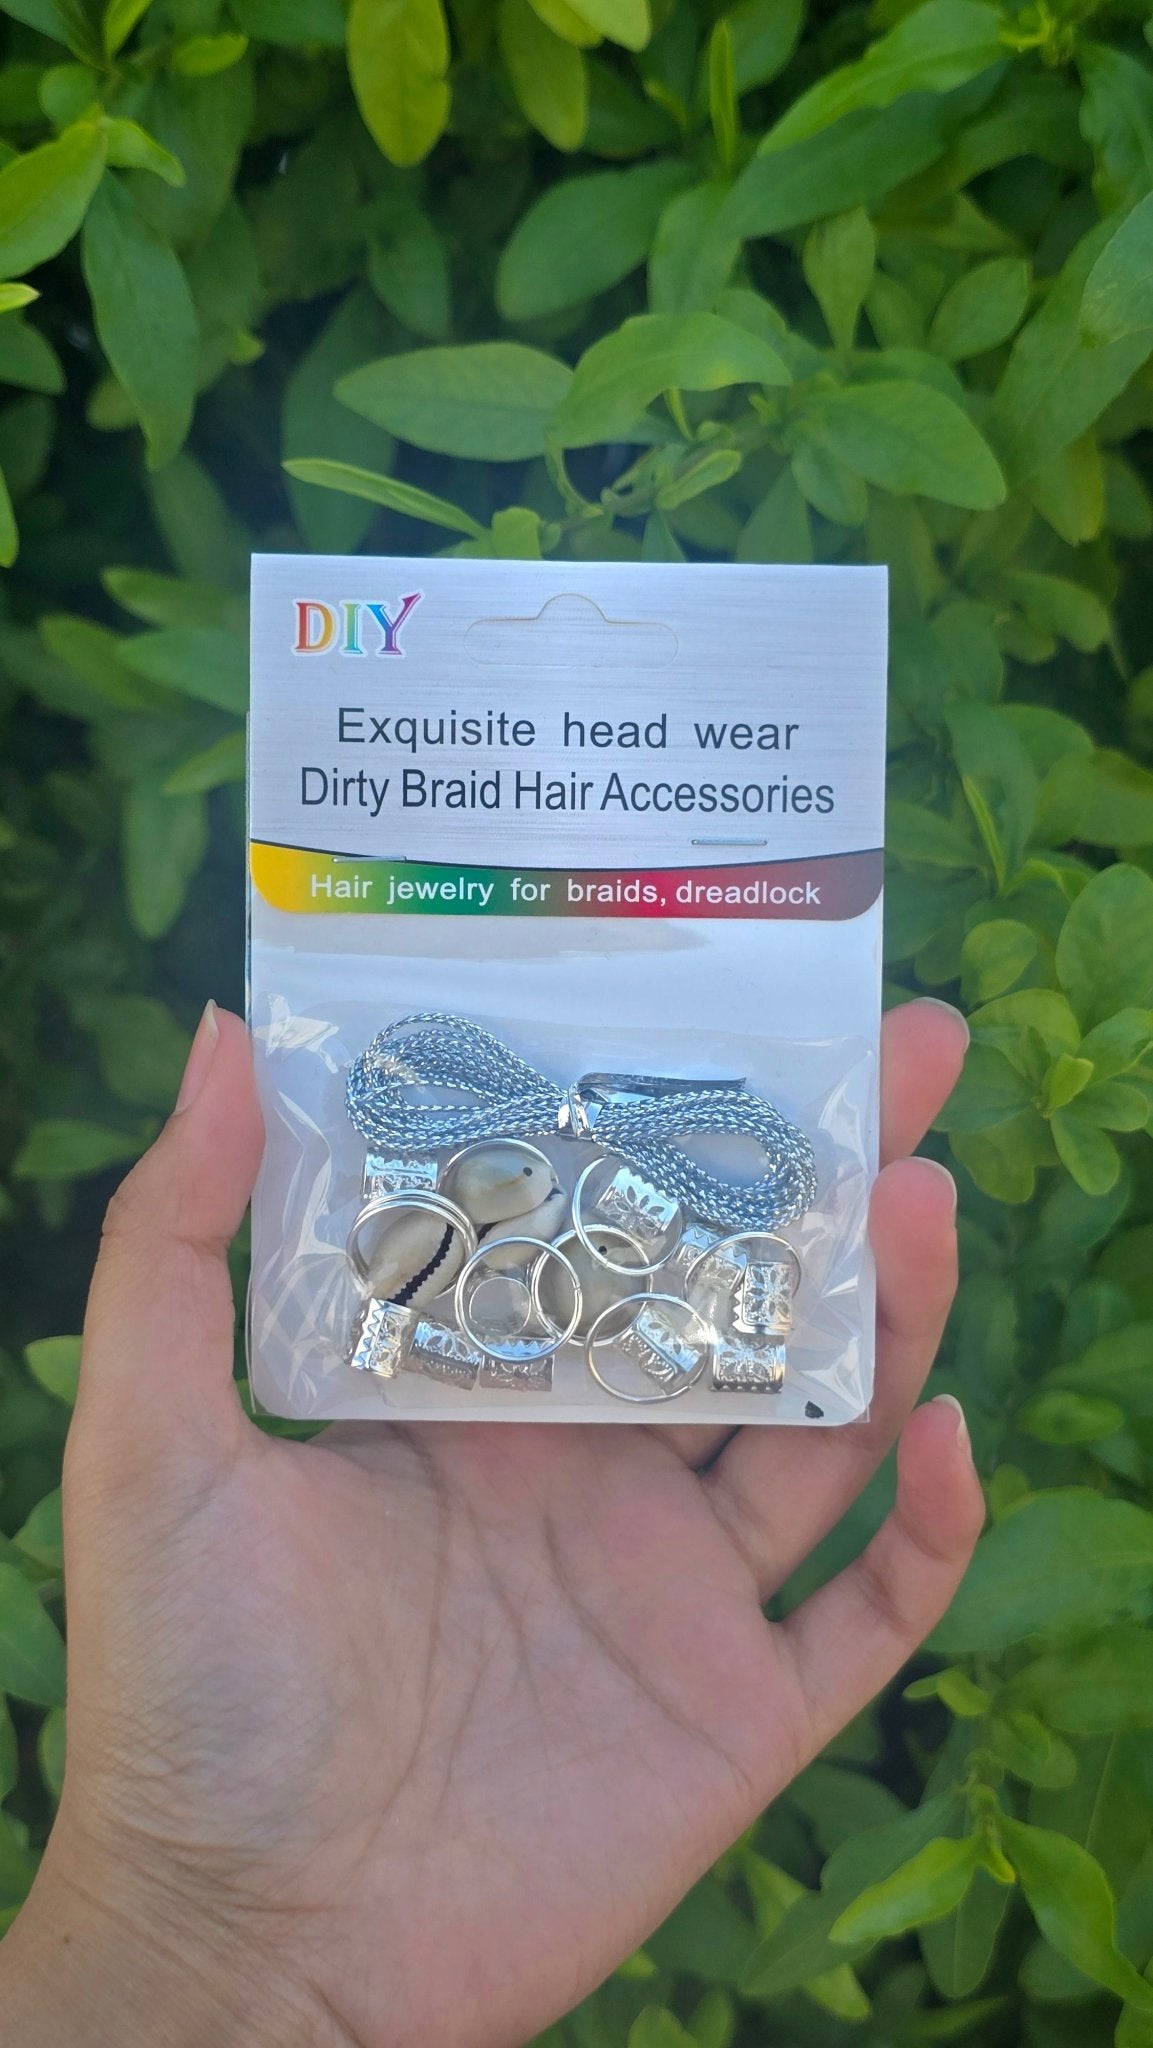 DIY
Exquisite head wear
Dirty Braid Hair Accessories
Hair jewelry for braids, dreadlock